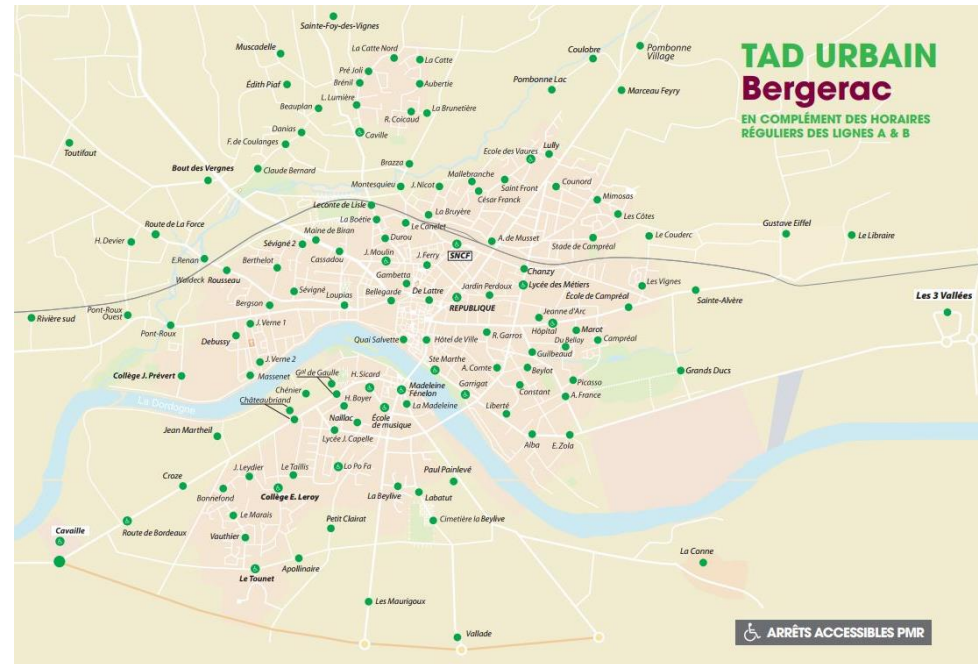 TAD URBAIN
Bergerac
EN COMPLÉMENT DES HORAIRES
RÉGULIERS DES LIGNES A & B
Sainte-Foy-des-Vignes
Muscadelle
La Catte Nord
La Catte
Coulobre
Pombonne
Village
Pré Joli
Édith Piaf
Brénil
Aubertie
Pombonne Lac
Marceau Feyry
L. Lumière
Beauplan
R. Coicaud
La Brunetière
Danias
Caville
F. de Coulanges
Toutifaut
Ecole des Vaures
Lully
Bout des Vergnes
Claude Bernard
Brazza
Mallebranche
Montesquieu
J. Nicot
Saint Front
Counord
César Franck
Mimosas
Leconte de Lisle
La Bruyère
Les Côtes
La Boétie
Le Canelet
Route de La Force
Maine de Biran
Gustave Eiffel
Le Libraire
H. Devier
Sévigné 2
Durou
SNCF
A. de Musset
Stade de Campréal
Le Couderc
E.Renan
Cassadou
J. Moulin
J. Ferry
Berthelot
Waldeck Rousseau
Gambetta
Chanzy
Lycée des Métiers
Les Vignes
Jardin Perdoux
École de Campréal
Sainte-Alvère
Les 3 Vallées
Sévigné
Loupias
Bellegarde
De Lattre
REPUBLIQUE
Bergson
Rivière sud
Pont-Roux
Ouest
Pont-Roux
J. Verne 1
Jeanne d'Arc
Hôpital
Marot
Debussy
Quai Salvette
Hôtel de Ville
R. Garros
Du Bellay
Campréal
Guilbeaud
J. Verne 2
Ste Marthe
A. Comte
Beylot
Grands Ducs
Collège J. Prévert
Massenet
Gal de Gaulle
H. Sicard
Madeleine
Fénelon
Garrigat
Constant
Picasso
Chénier
Châteaubriand
H. Boyer
La Madeleine
A. France
La Dordogne
Naillac
École
de musique
Liberté
Jean Martheil
Lycée J. Capelle
Alba
E. Zola
J. Leydier
Le Taillis
Lo Po Fa
Paul Painlevé
Croze
Bonnefond
Collège E. Leroy
La Beylive
Labatut
Le Marais
Route de Bordeaux
Petit Clairat
Cimetière la Beylive
Cavaille
Vauthier
Le Tounet
Apollinaire
La Conne
Les Maurigoux
Vallade
ARRÊTS ACCESSIBLES PMR